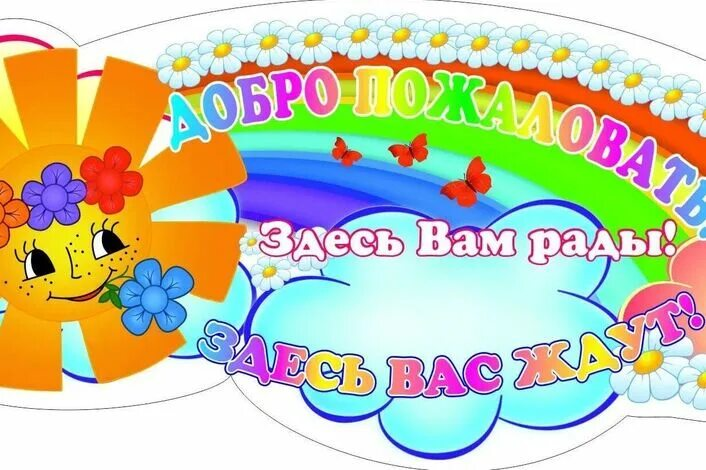 ДОБРО ПОЖАЛОВАТЬ!
Здесь Вам рады!
ЗДЕСЬ ВАС ЖДУТ!